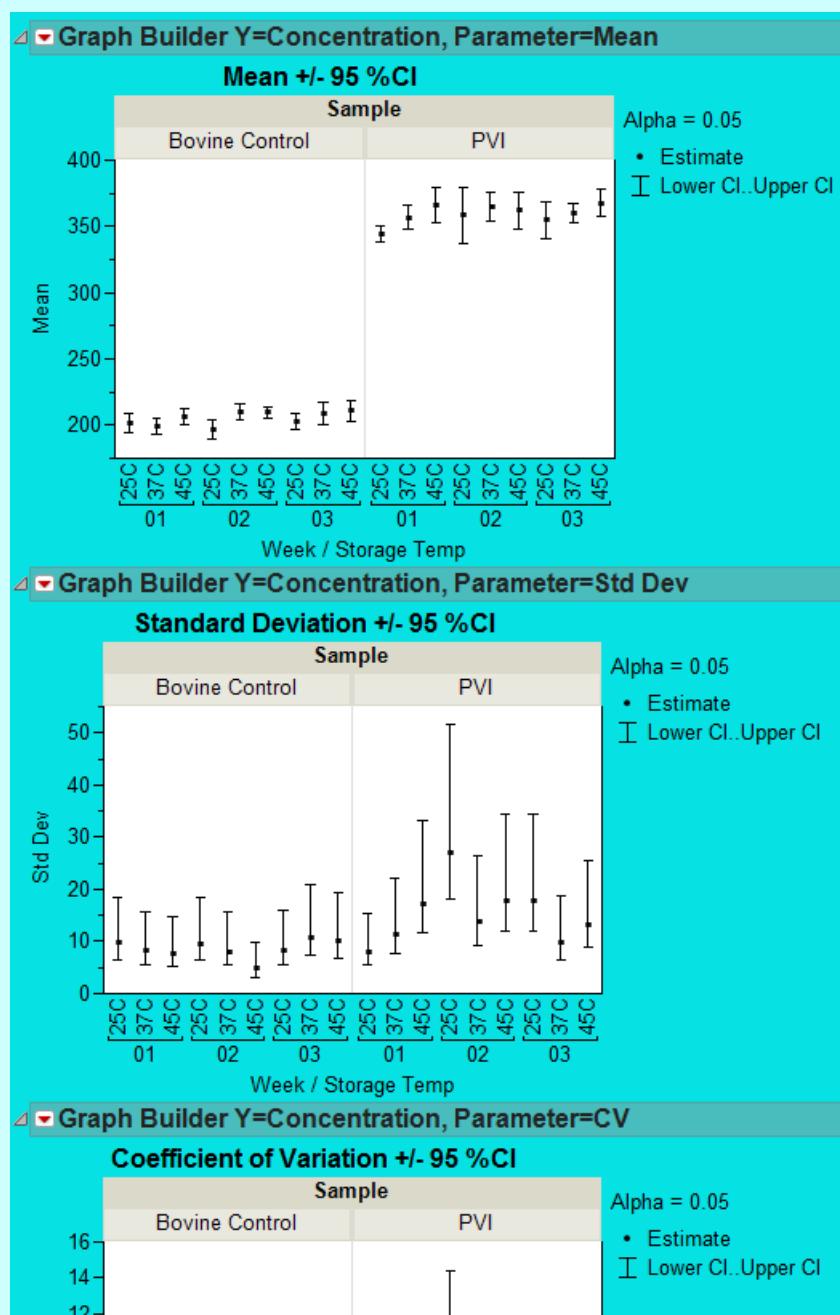 Graph Builder Y=Concentration, Parameter=Mean
Mean +/- 95 %CI
Sample
Bovine Control PVI
Alpha = 0.05
Estimate
Lower CI..Upper CI
400
350
300
250
200
Mean
25C 37C 45C 25C 37C 45C 25C 37C 45C 25C 37C 45C 25C 37C 45C 25C 37C 45C
01 02 03 01 02 03
Week / Storage Temp
Graph Builder Y=Concentration, Parameter=Std Dev
Standard Deviation +/- 95 %CI
Sample
Bovine Control PVI
Alpha = 0.05
Estimate
Lower CI..Upper CI
50
40
30
20
10
0
Std Dev
25C 37C 45C 25C 37C 45C 25C 37C 45C 25C 37C 45C 25C 37C 45C 25C 37C 45C
01 02 03 01 02 03
Week / Storage Temp
Graph Builder Y=Concentration, Parameter=CV
Coefficient of Variation +/- 95 %CI
Sample
Bovine Control PVI
Alpha = 0.05
Estimate
Lower CI..Upper CI
16
14
12